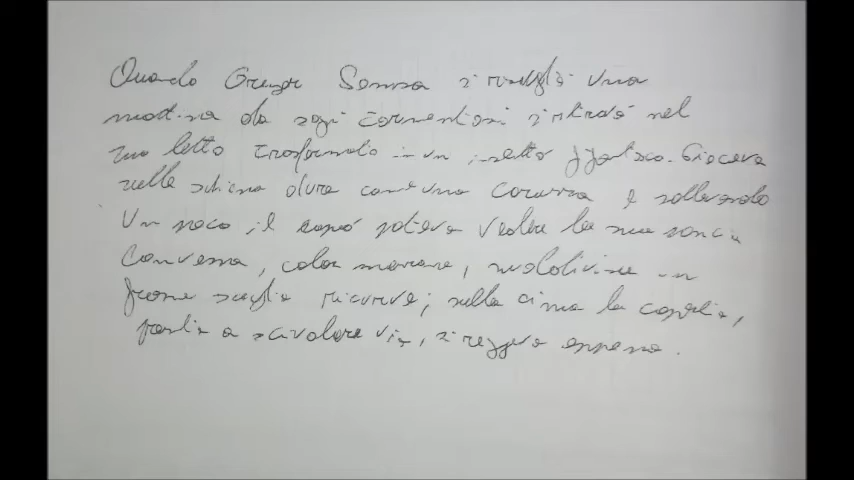 Quando Gregor Samsa si risvegliò una
mattina da sogni tormentosi si ritrovò nel
suo letto trasformato in un insetto gigantesco. Giaceva
sulla schiena dura come una corazza e sollevando
un poco il capo poteva vedere la sua pancia
convessa, color marrone, suddivisa in
grosse scaglie ricurve; sulla cima la coperta,
pronta a scivolare via, si reggeva appena.